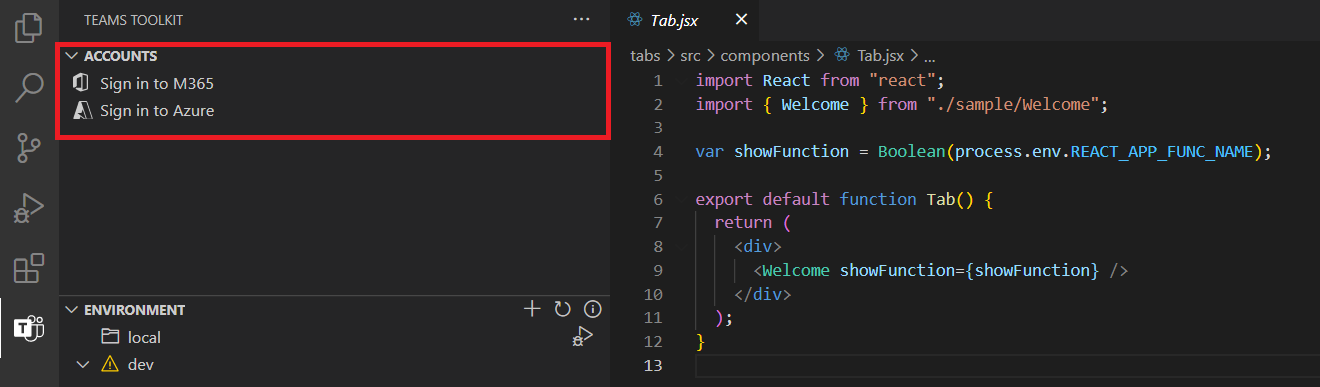 TEAMS TOOLKIT
ACCOUNTS
Sign in to M365
Sign in to Azure
ENVIRONMENT
local
dev
Tab.jsx
tabs > src > components > Tab.jsx > ...
1 import React from "react";
2 import { Welcome } from "./sample/Welcome";
3
4 var showFunction = Boolean(process.env.REACT_APP_FUNC_NAME);
5
6 export default function Tab() {
7   return (
8     <div>
9       <Welcome showFunction={showFunction} />
10     </div>
11   );
12 }
13